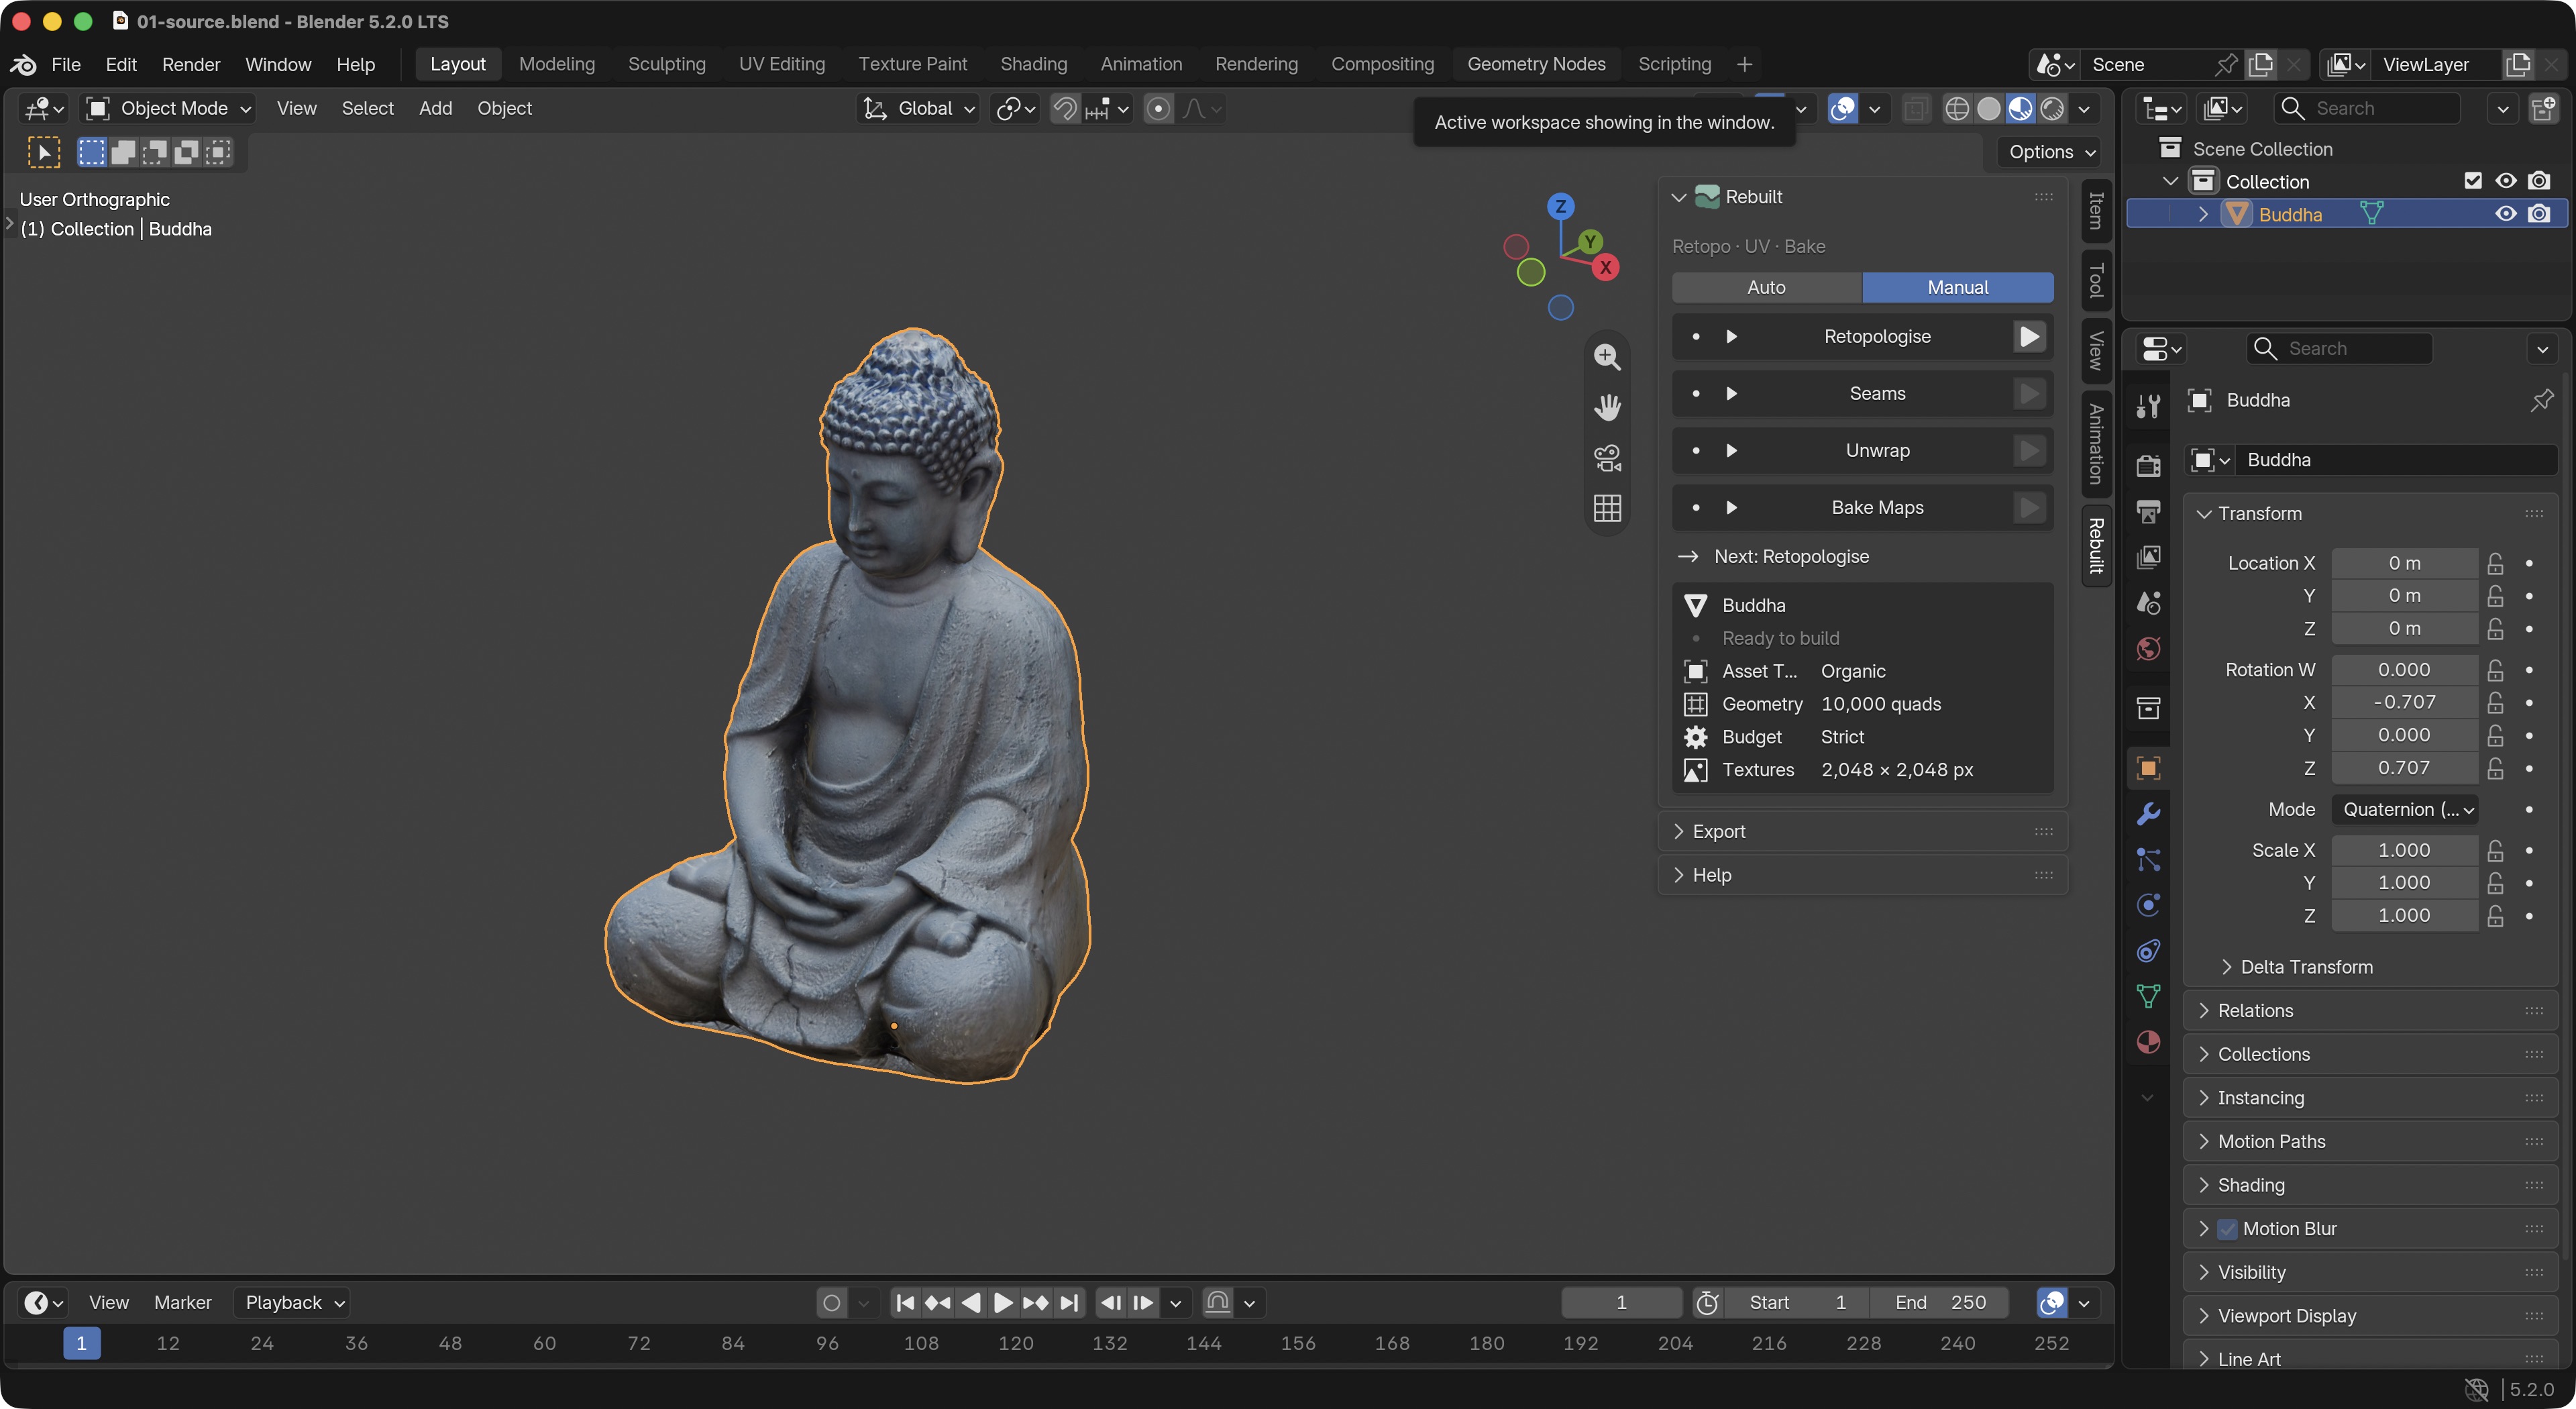 01-source.blend - Blender 5.2.0 LTS
File Edit Render Window Help Layout Modeling Sculpting UV Editing Texture Paint Shading Animation Rendering Compositing Geometry Nodes Scripting + Scene ViewLayer
Object Mode View Select Add Object Global Search
Active workspace showing in the window.
Options
User Orthographic
(1) Collection | Buddha
Z
Y
X
Rebuilt
Retopo · UV · Bake
Auto Manual
Retopologise
Seams
Unwrap
Bake Maps
Next: Retopologise
Buddha
Ready to build
Asset T... Organic
Geometry 10,000 quads
Budget Strict
Textures 2,048 × 2,048 px
Export
Help
Item
Tool
View
Animation
Rebuilt
Scene Collection
Collection
Buddha
Search
Buddha
Buddha
Transform
Location X 0 m
Y 0 m
Z 0 m
Rotation W 0.000
X -0.707
Y 0.000
Z 0.707
Mode Quaternion (...
Scale X 1.000
Y 1.000
Z 1.000
Delta Transform
Relations
Collections
Instancing
Motion Paths
Shading
Motion Blur
Visibility
Viewport Display
Line Art
View Marker Playback 1 Start 1 End 250
1 12 24 36 48 60 72 84 96 108 120 132 144 156 168 180 192 204 216 228 240 252
5.2.0